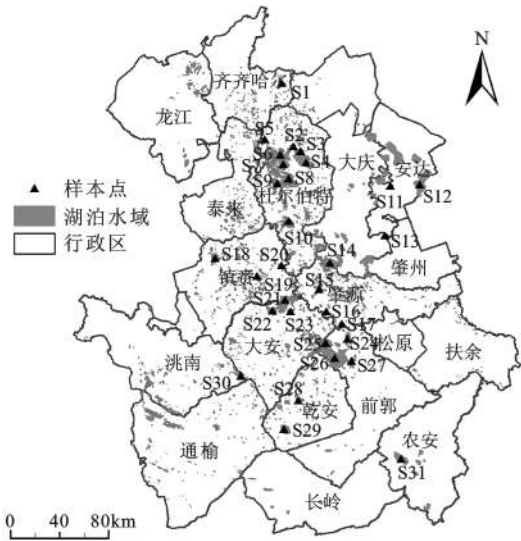 N
齐齐哈尔
S1
龙江
S5
S2
S3
S6
S4
大庆
安达
S7
S9
S8
S11
S12
样本点
杜尔伯特
湖泊水域
泰来
行政区
S10
S13
S18
S20
S14
肇州
镇赉
S19
S15
肇源
S21
S16
S22
S23
S17
大安
S25
S24
松原
扶余
洮南
S26
S27
S30
S28
前郭
乾安
S29
农安
通榆
S31
长岭
0 40 80km